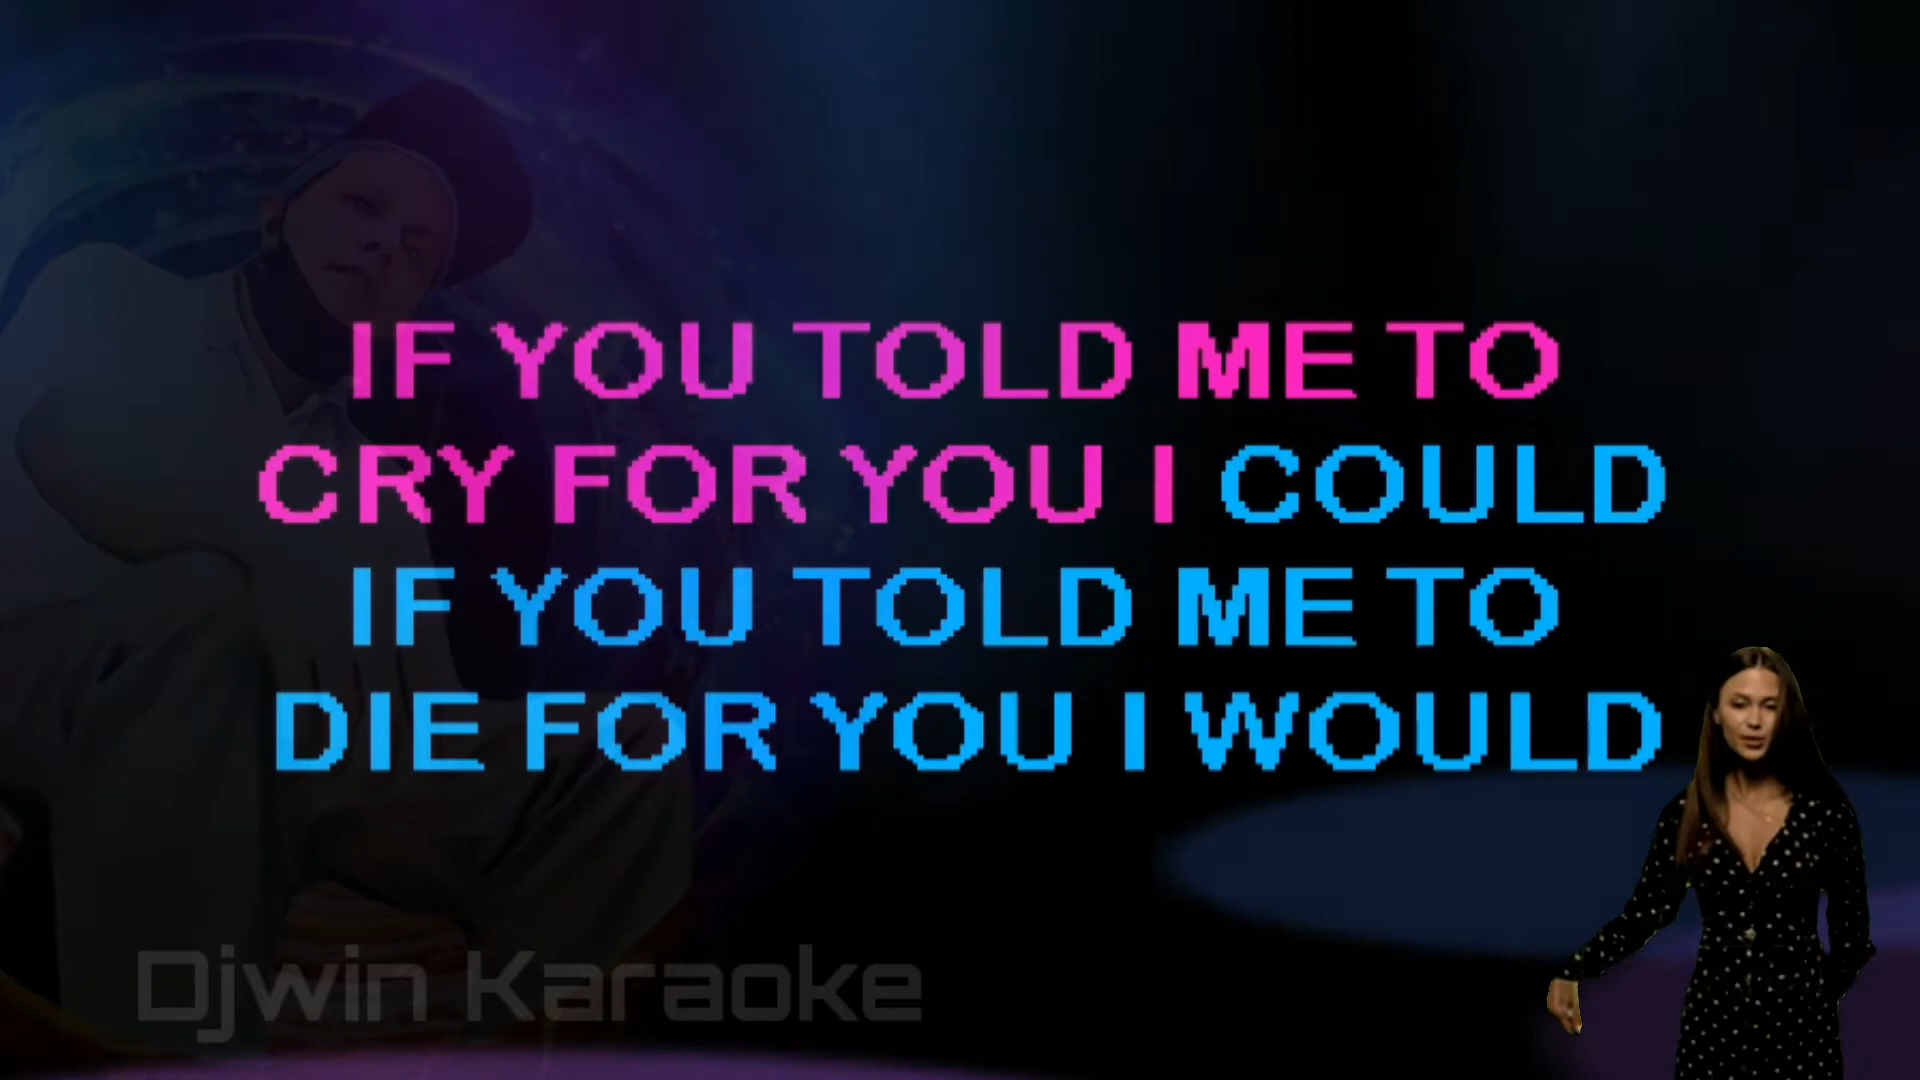 IF YOU TOLD ME TO
CRY FOR YOU I COULD
IF YOU TOLD ME TO
DIE FOR YOU I WOULD
Djwin Karaoke